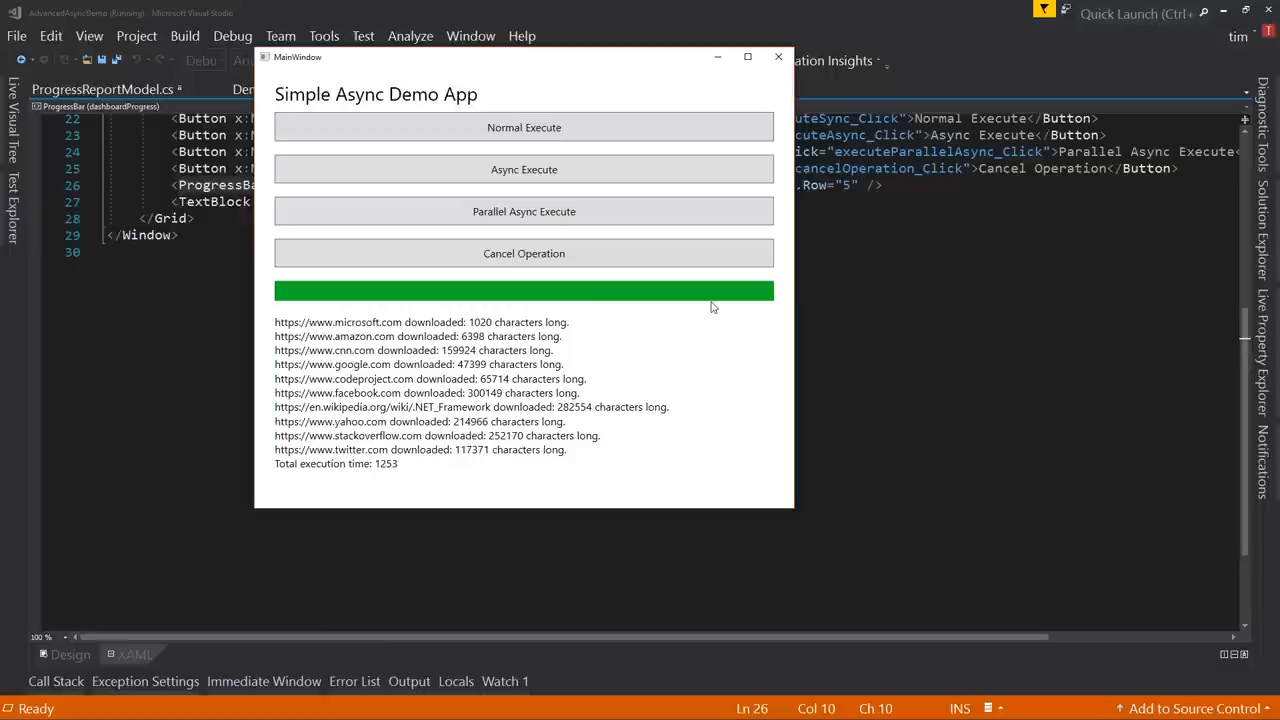 AdvancedAsyncDemo (Running) - Microsoft Visual Studio
Quick Launch (Ctrl+
File Edit View Project Build Debug Team Tools Test Analyze Window Help
tim
T
Debu
ation Insights
ProgressReportModel.cs
ProgressBar (dashboardProgress)
22 <Button x: uteSync_Click">Normal Execute</Button>
23 <Button x: cuteAsync_Click">Async Execute</Button>
24 <Button x: ick="executeParallelAsync_Click">Parallel Async Execute<
25 <Button x: cancelOperation_Click">Cancel Operation</Button>
26 <ProgressBa .Row="5" />
27 <TextBlock
28 </Grid>
29 </Window>
30
MainWindow
Simple Async Demo App
Normal Execute
Async Execute
Parallel Async Execute
Cancel Operation
https://www.microsoft.com downloaded: 1020 characters long.
https://www.amazon.com downloaded: 6398 characters long.
https://www.cnn.com downloaded: 159924 characters long.
https://www.google.com downloaded: 47399 characters long.
https://www.codeproject.com downloaded: 65714 characters long.
https://www.facebook.com downloaded: 300149 characters long.
https://en.wikipedia.org/wiki/.NET_Framework downloaded: 282554 characters long.
https://www.yahoo.com downloaded: 214966 characters long.
https://www.stackoverflow.com downloaded: 252170 characters long.
https://www.twitter.com downloaded: 117371 characters long.
Total execution time: 1253
Live Visual Tree
Test Explorer
Diagnostic Tools
Solution Explorer
Live Property Explorer
Notifications
100 %
Design XAML
Call Stack Exception Settings Immediate Window Error List Output Locals Watch 1
Ready Ln 26 Col 10 Ch 10 INS Add to Source Control